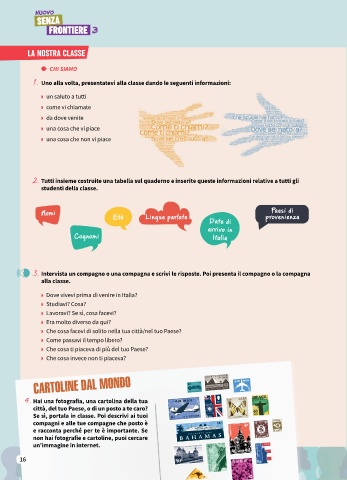 NUOVO
SENZA
FRONTIERE 3
LA NOSTRA CLASSE
CHI SIAMO
1. Uno alla volta, presentatevi alla classe dando le seguenti informazioni:
un saluto a tutti
come vi chiamate
da dove venite
una cosa che vi piace
una cosa che non vi piace
Come ti chiami?
2. Tutti insieme costruite una tabella sul quaderno e inserite queste informazioni relative a tutti gli
studenti della classe.
Nomi
Cognomi
Età
Lingue parlate
Data di
arrivo in
Italia
Paesi di
provenienza
3. Intervista un compagno o una compagna e scrivi le risposte. Poi presenta il compagno o la compagna
alla classe.
Dove vivevi prima di venire in Italia?
Studiavi? Cosa?
Lavoravi? Se sì, cosa facevi?
Era molto diverso da qui?
Che cosa facevi di solito nella tua città/nel tuo Paese?
Come passavi il tempo libero?
Che cosa ti piaceva di più del tuo Paese?
Che cosa invece non ti piaceva?
CARTOLINE DAL MONDO
4. Hai una fotografia, una cartolina della tua
città, del tuo Paese, o di un posto a te caro?
Se sì, portala in classe. Poi descrivi ai tuoi
compagni e alle tue compagne che posto è
e racconta perché per te è importante. Se
non hai fotografie e cartoline, puoi cercare
un'immagine in internet.
BAHAMAS
16